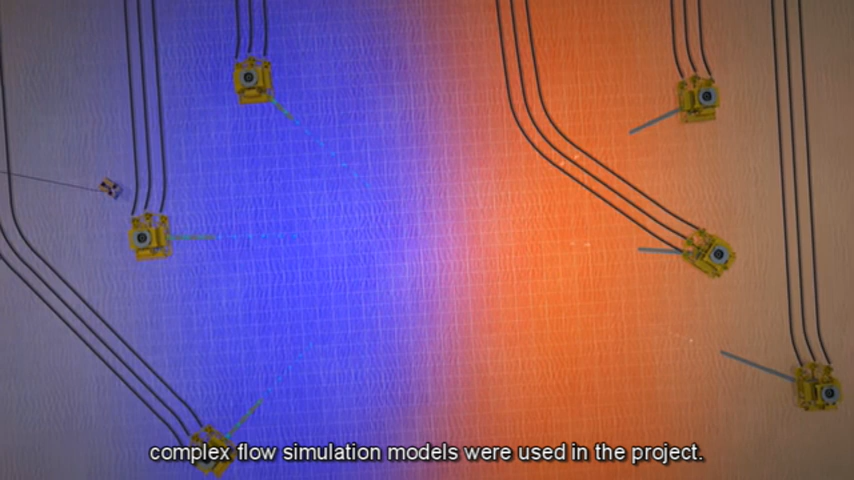 complex flow simulation models were used in the project.